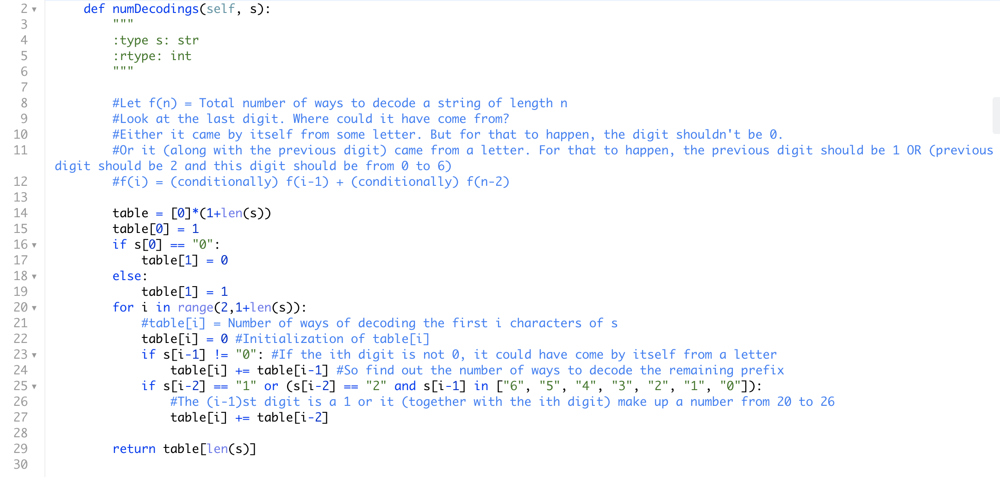 2 ▾ def numDecodings(self, s):
3 """
4 :type s: str
5 :rtype: int
6 """
7
8 #Let f(n) = Total number of ways to decode a string of length n
9 #Look at the last digit. Where could it have come from?
10 #Either it came by itself from some letter. But for that to happen, the digit shouldn't be 0.
11 #Or it (along with the previous digit) came from a letter. For that to happen, the previous digit should be 1 OR (previous
digit should be 2 and this digit should be from 0 to 6)
12 #f(i) = (conditionally) f(i-1) + (conditionally) f(n-2)
13
14 table = [0]*(1+len(s))
15 table[0] = 1
16 ▾ if s[0] == "0":
17 table[1] = 0
18 ▾ else:
19 table[1] = 1
20 ▾ for i in range(2,1+len(s)):
21 #table[i] = Number of ways of decoding the first i characters of s
22 table[i] = 0 #Initialization of table[i]
23 ▾ if s[i-1] != "0": #If the ith digit is not 0, it could have come by itself from a letter
24 table[i] += table[i-1] #So find out the number of ways to decode the remaining prefix
25 ▾ if s[i-2] == "1" or (s[i-2] == "2" and s[i-1] in ["6", "5", "4", "3", "2", "1", "0"]):
26 #The (i-1)st digit is a 1 or it (together with the ith digit) make up a number from 20 to 26
27 table[i] += table[i-2]
28
29 return table[len(s)]
30